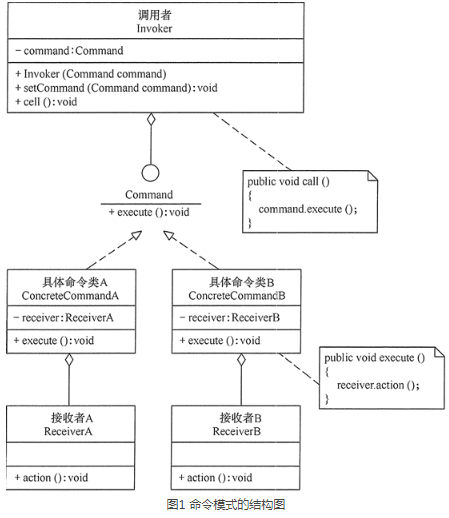 调用者
Invoker
− command:Command
+ Invoker (Command command)
+ setCommand (Command command):void
+ cell ():void
public void call ()
{
command.execute ();
}
Command
+ execute ():void
具体命令类A
ConcreteCommandA
− receiver:ReceiverA
+ execute ():void
具体命令类B
ConcreteCommandB
− receiver:ReceiverB
+ execute ():void
public void execute ()
{
receiver.action ();
}
接收者A
ReceiverA
+ action ():void
接收者B
ReceiverB
+ action ():void
图1 命令模式的结构图